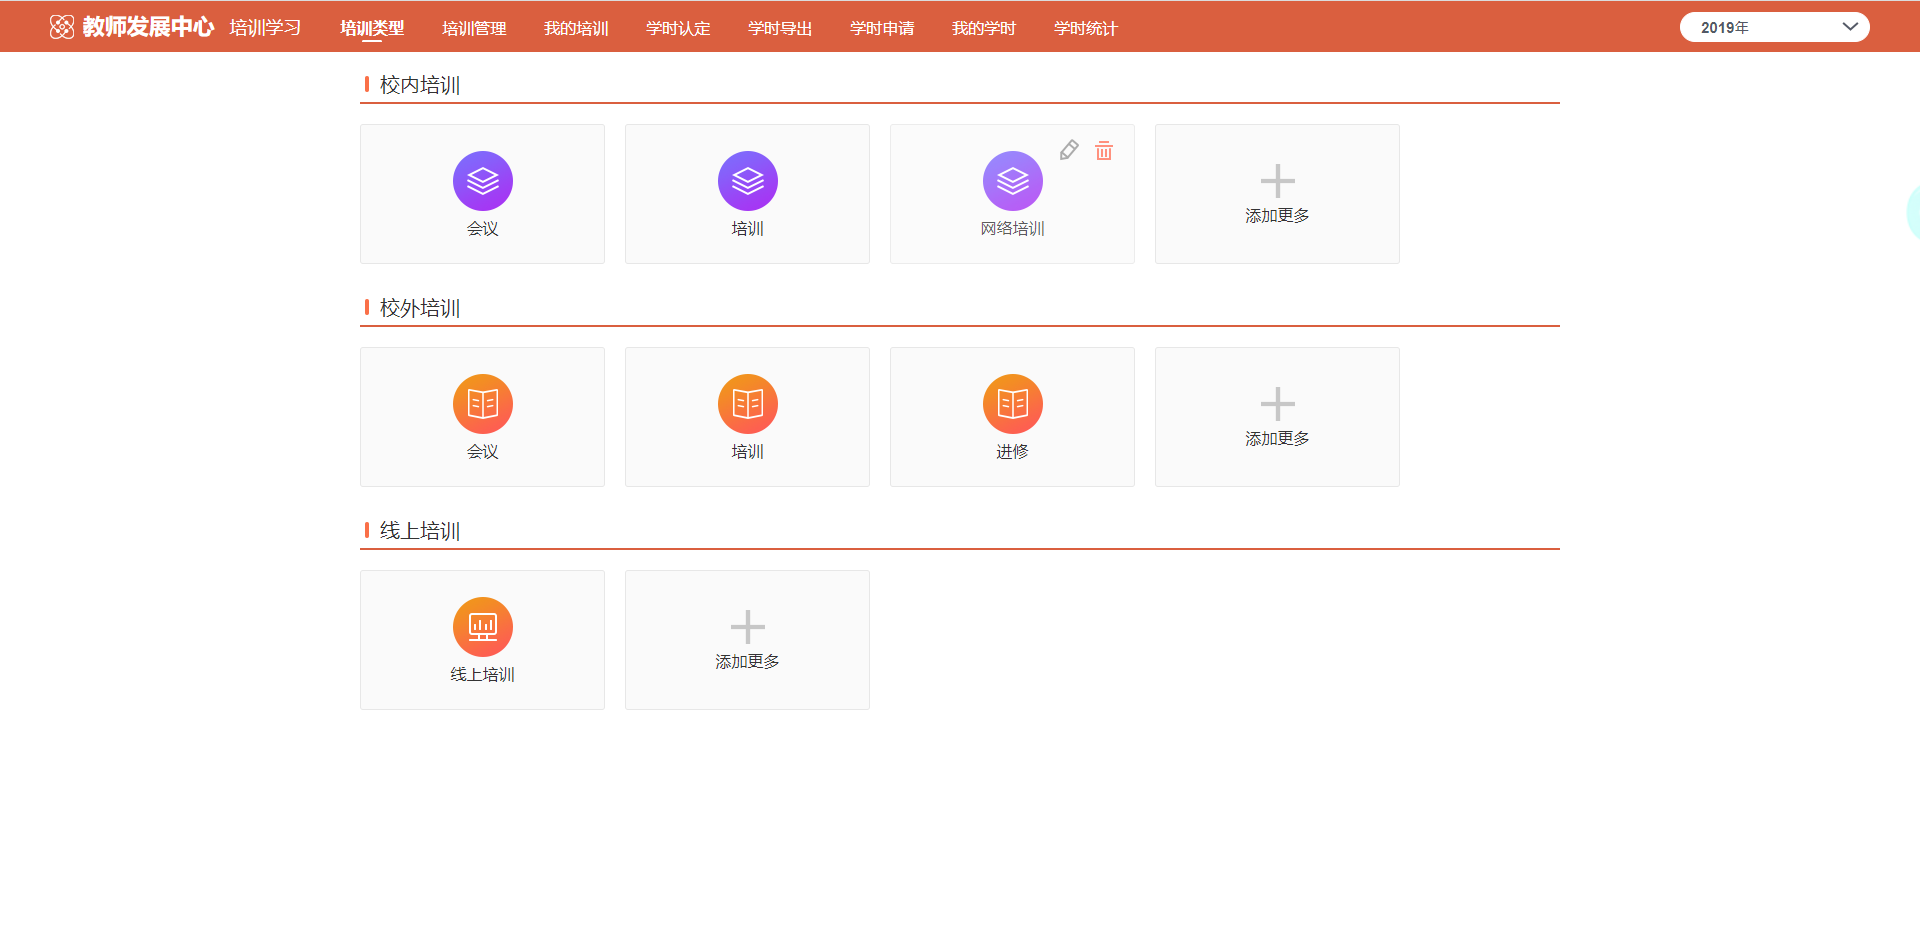 教师发展中心 培训学习 培训类型 培训管理 我的培训 学时认定 学时导出 学时申请 我的学时 学时统计 2019年
校内培训
会议 培训 网络培训 添加更多
校外培训
会议 培训 进修 添加更多
线上培训
线上培训 添加更多